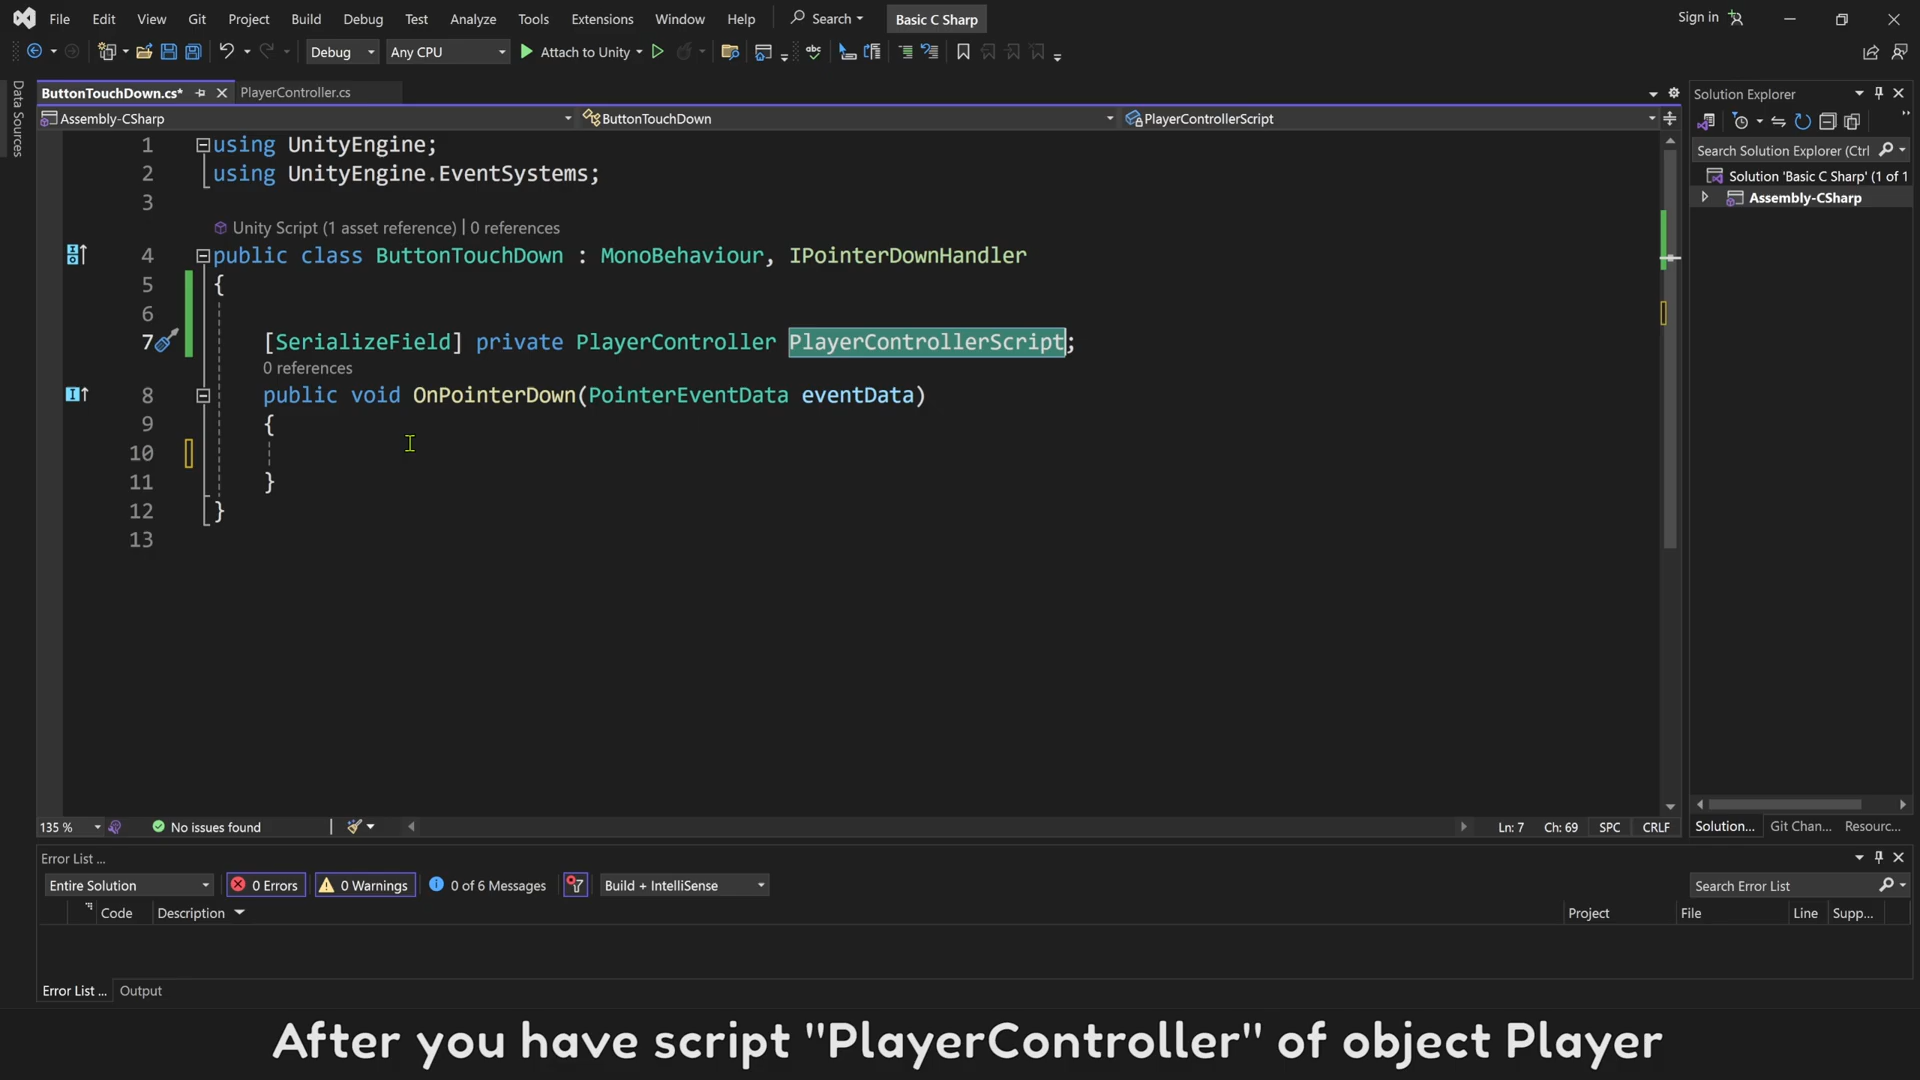 File Edit View Git Project Build Debug Test Analyze Tools Extensions Window Help Search Basic C Sharp Sign in
Debug Any CPU Attach to Unity
Data Sources
ButtonTouchDown.cs* PlayerController.cs
Assembly-CSharp ButtonTouchDown PlayerControllerScript
1 using UnityEngine;
2 using UnityEngine.EventSystems;
3
Unity Script (1 asset reference) | 0 references
4 public class ButtonTouchDown : MonoBehaviour, IPointerDownHandler
5 {
6
7 [SerializeField] private PlayerController PlayerControllerScript;
0 references
8 public void OnPointerDown(PointerEventData eventData)
9 {
10
11 }
12 }
13
Solution Explorer
Search Solution Explorer (Ctrl
Solution 'Basic C Sharp' (1 of 1
Assembly-CSharp
135 % No issues found Ln: 7 Ch: 69 SPC CRLF
Solution... Git Chan... Resourc...
Error List ...
Entire Solution 0 Errors 0 Warnings 0 of 6 Messages Build + IntelliSense Search Error List
Code Description Project File Line Supp...
Error List ... Output
After you have script "PlayerController" of object Player